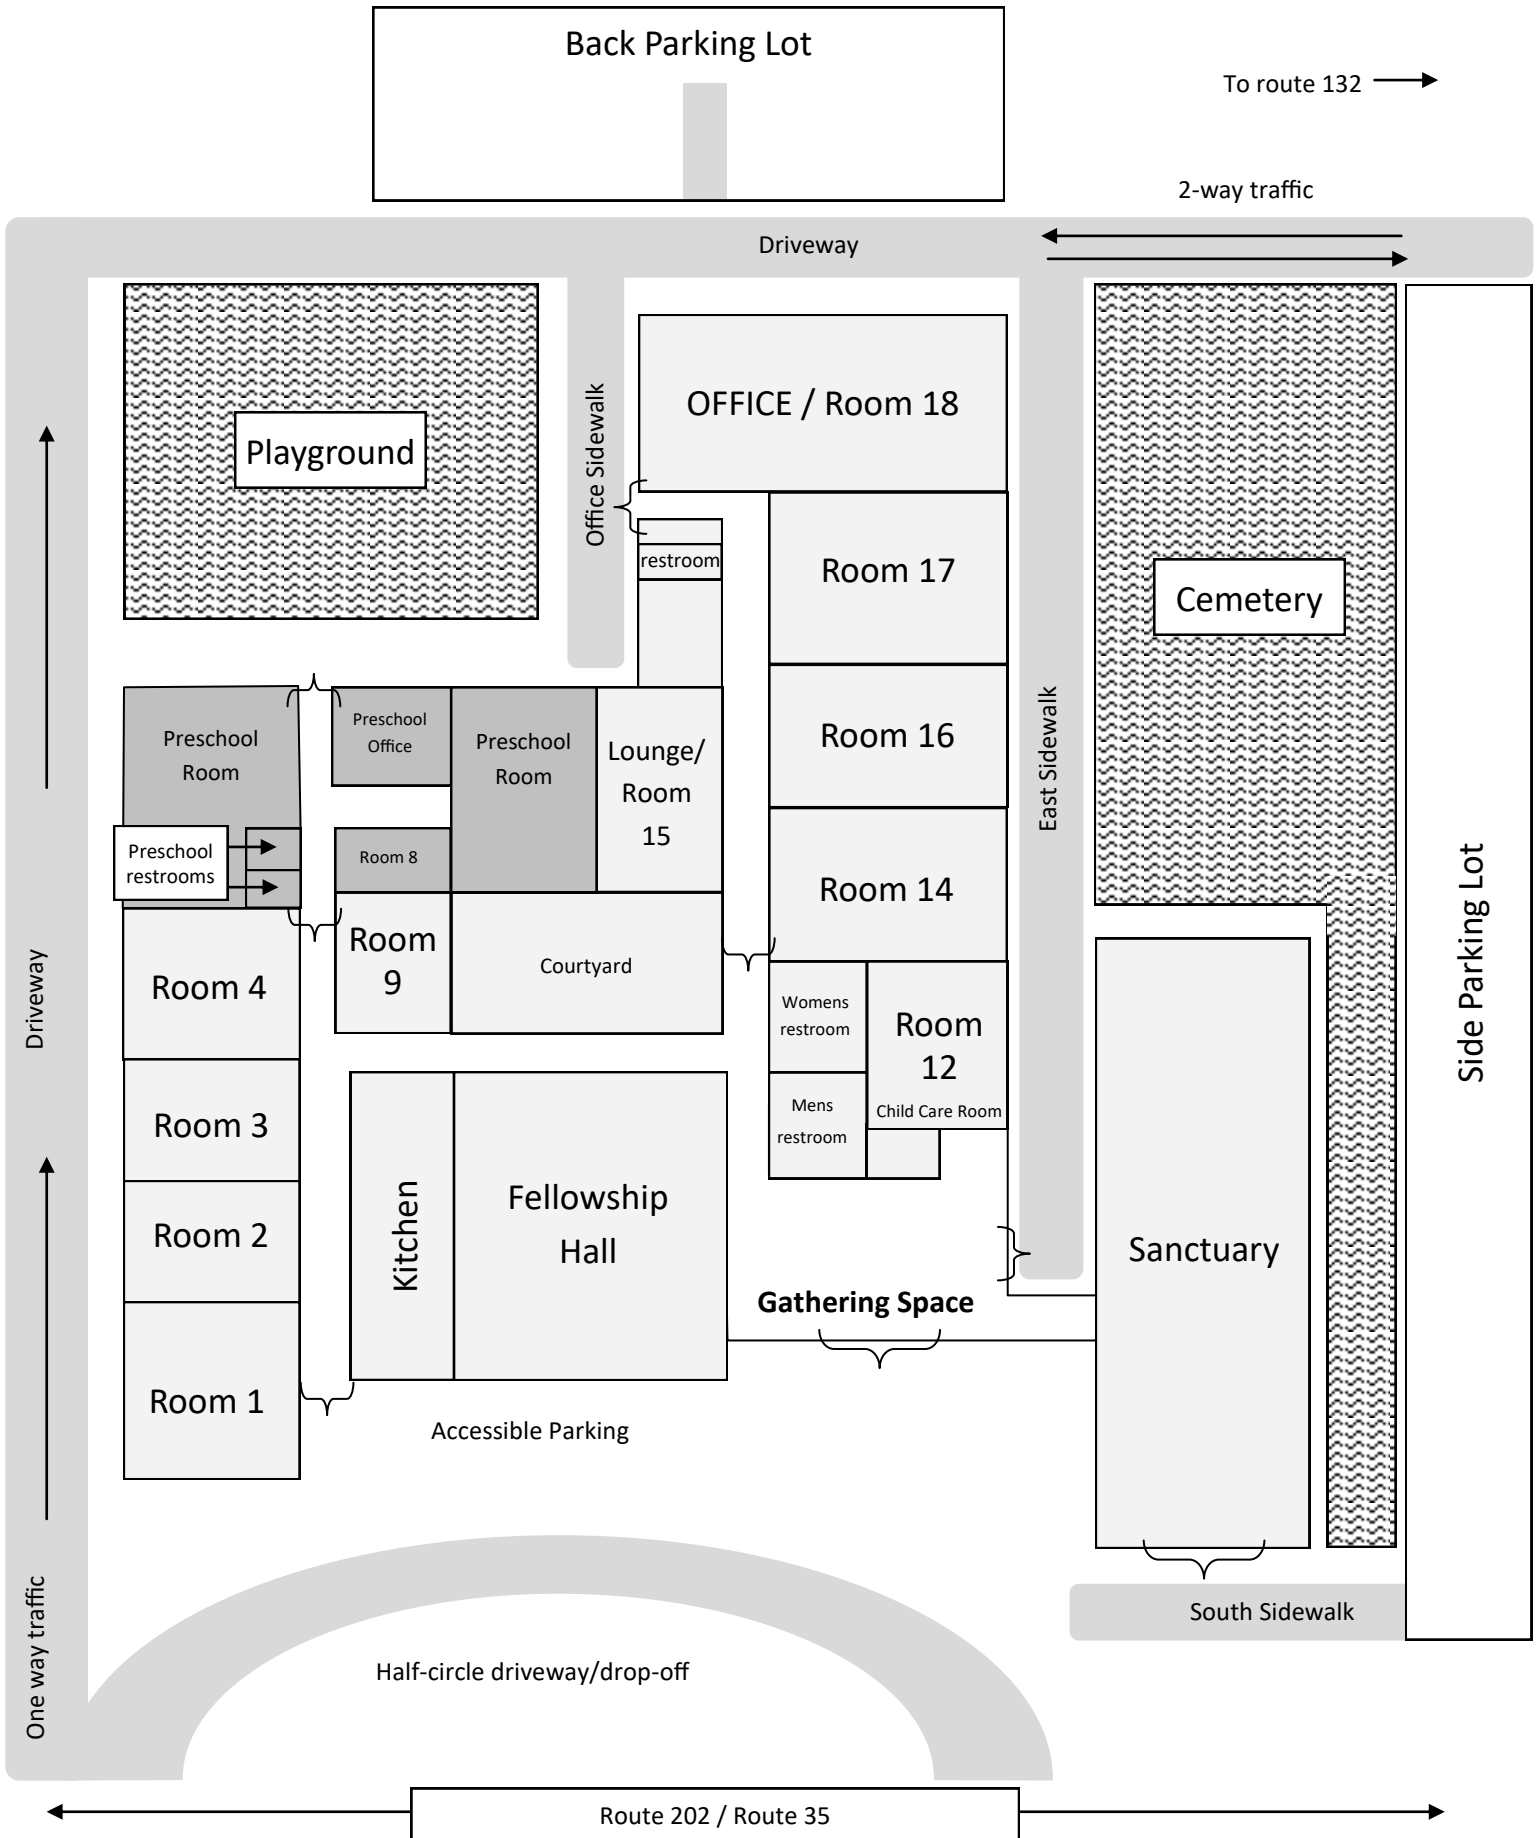 Back Parking Lot
To route 132
2-way traffic
Driveway
Playground
Office Sidewalk
OFFICE / Room 18
restroom
Room 17
Cemetery
Preschool
Room
Preschool
Office
Preschool
Room
Lounge/
Room
15
Room 16
East Sidewalk
Preschool
restrooms
Room 8
Room 14
Side Parking Lot
Driveway
Room 4
Room
9
Courtyard
Womens
restroom
Room
12
Child Care Room
Mens
restroom
Room 3
Room 2
Kitchen
Fellowship
Hall
Sanctuary
Gathering Space
Room 1
Accessible Parking
One way traffic
South Sidewalk
Half-circle driveway/drop-off
Route 202 / Route 35